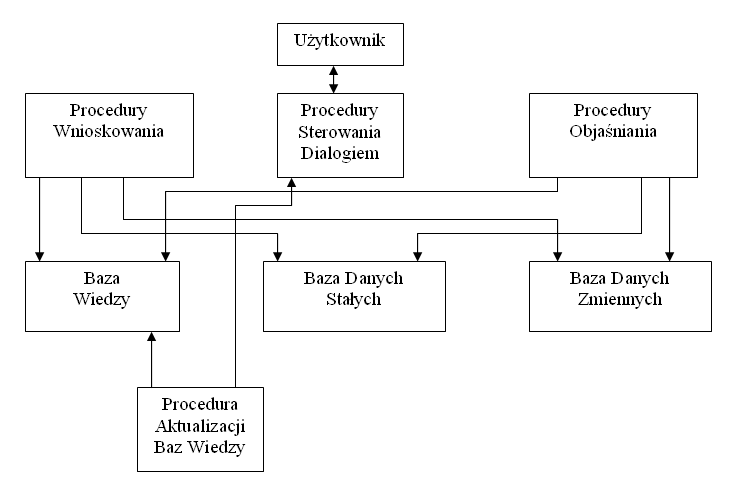 Użytkownik
Procedury
Wnioskowania
Procedury
Sterowania
Dialogiem
Procedury
Objaśniania
Baza
Wiedzy
Baza Danych
Stałych
Baza Danych
Zmiennych
Procedura
Aktualizacji
Baz Wiedzy